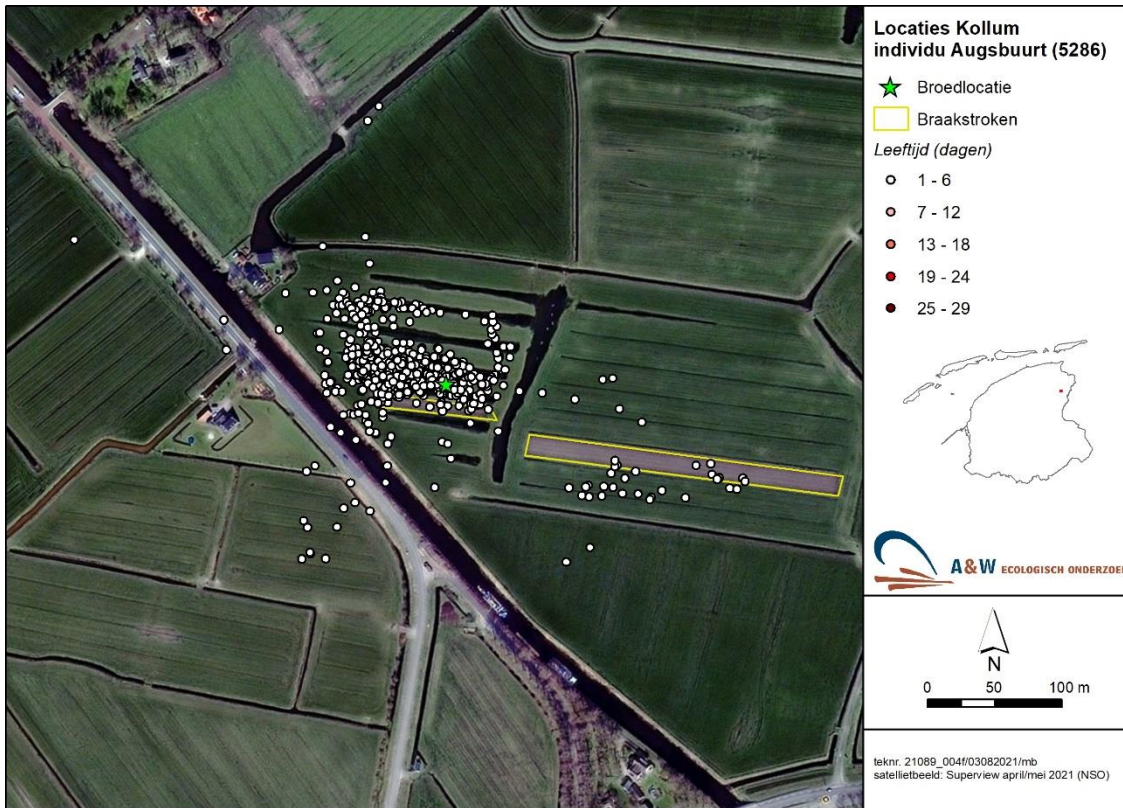 Locaties Kollum
individu Augsbuurt (5286)
Broedlocatie
Braakstroken
Leeftijd (dagen)
1 - 6
7 - 12
13 - 18
19 - 24
25 - 29
A&W ECOLOGISCH ONDERZOEK
N
0 50 100 m
teknr. 21089_004f/03082021/mb
satellietbeeld: Superview april/mei 2021 (NSO)